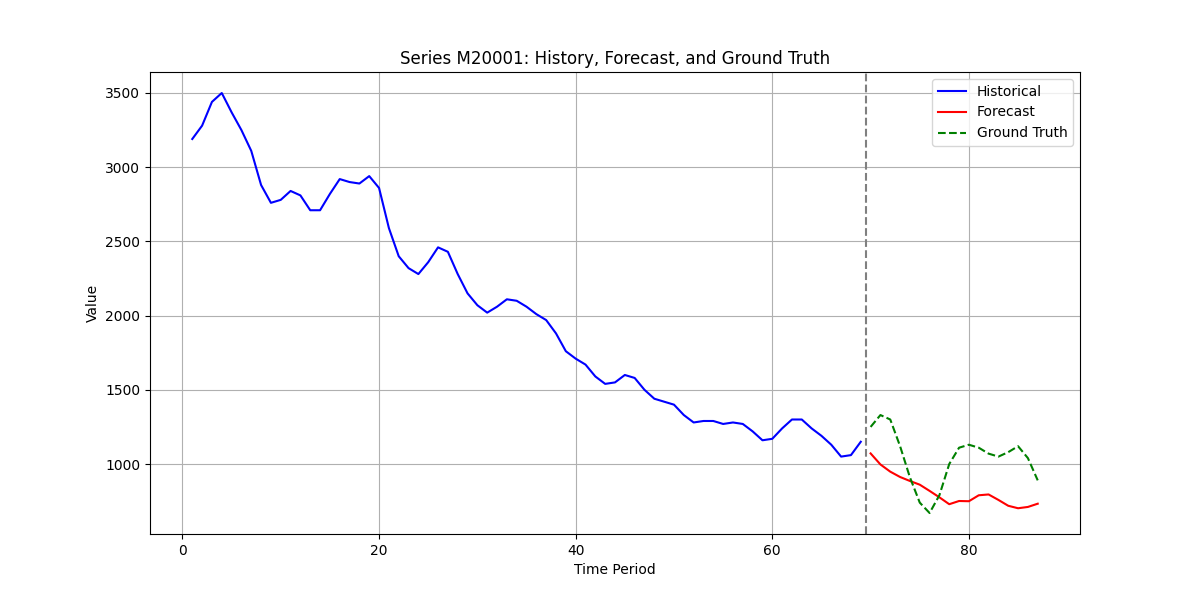 Series M20001: History, Forecast, and Ground Truth
Historical
Forecast
Ground Truth
Value
3500
3000
2500
2000
1500
1000
0
20
40
60
80
Time Period